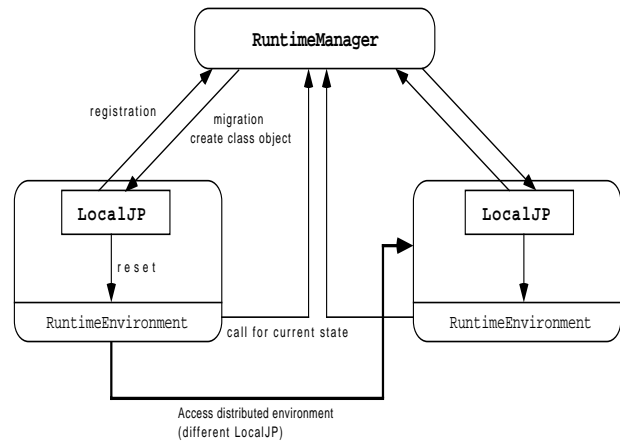 RuntimeManager
registration
migration
create class object
LocalJP
LocalJP
reset
RuntimeEnvironment
RuntimeEnvironment
call for current state
Access distributed environment
(different LocalJP)